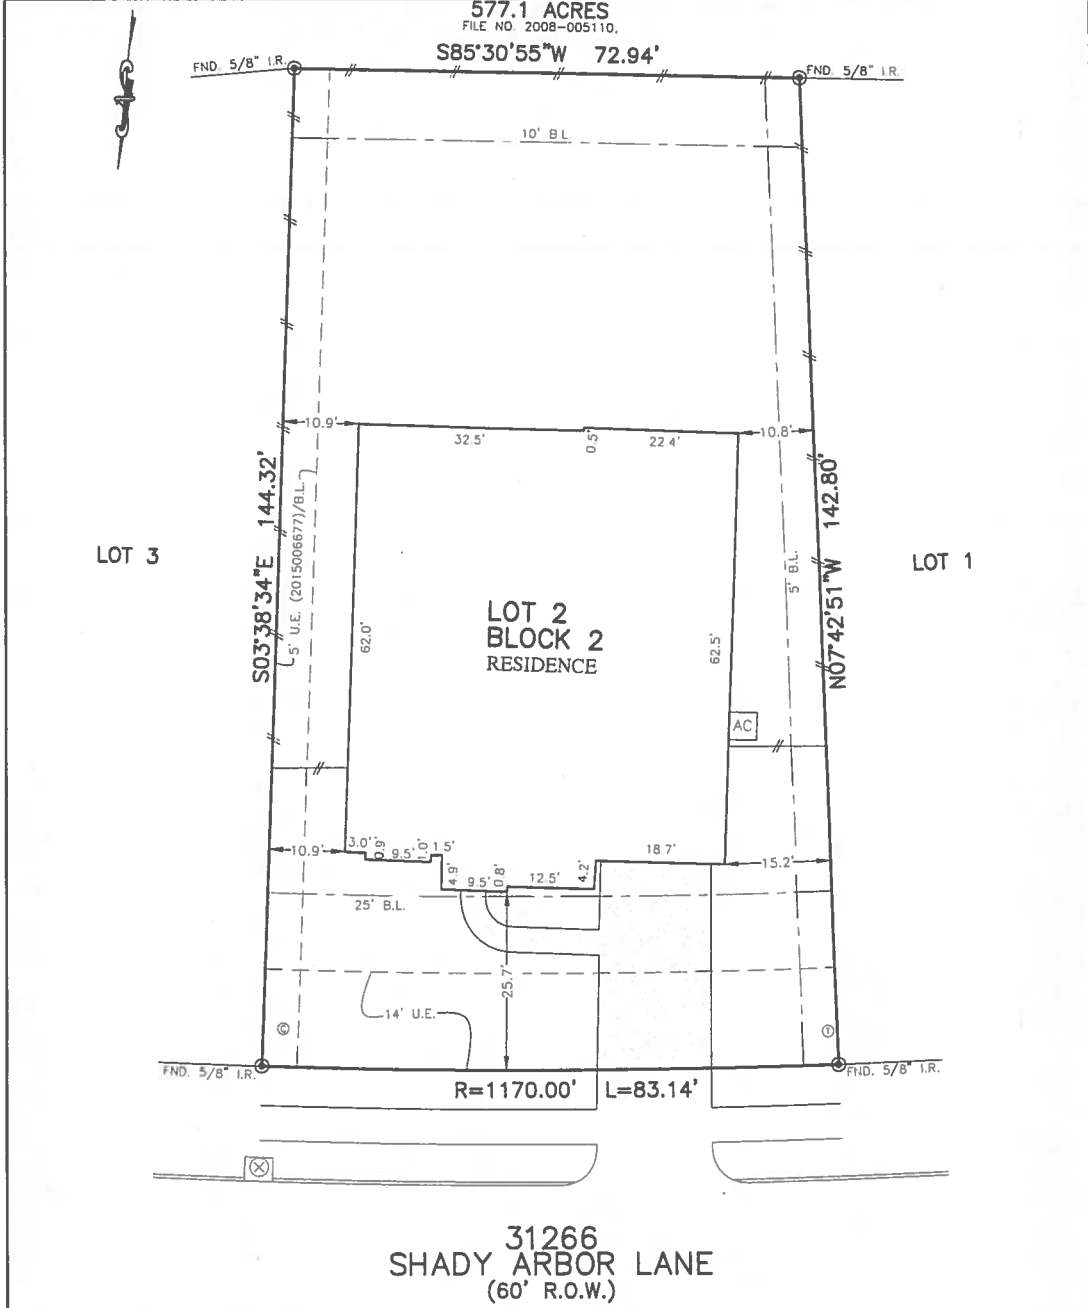 577.1 ACRES
FILE NO. 2008-005110,
S85°30'55"W 72.94'
FND. 5/8" I.R.
FND. 5/8" I.R.
10' B.L.
10.9'
32.5'
0.5'
22.4'
10.8'
S03°38'34"E 144.32'
5' U.E. (2015006677)/B.L.
N07°42'51"W 142.80'
5' B.L.
LOT 3
LOT 1
LOT 2
BLOCK 2
RESIDENCE
62.0'
62.5'
AC
3.0'
0.9'
9.5'
1.0'
1.5'
18.7'
10.9'
15.2'
4.9'
9.5'
0.8'
12.5'
4.2'
25' B.L.
25.7'
14' U.E.
C
T
FND. 5/8" I.R.
FND. 5/8" I.R.
R=1170.00' L=83.14'
31266
SHADY ARBOR LANE
(60' R.O.W.)